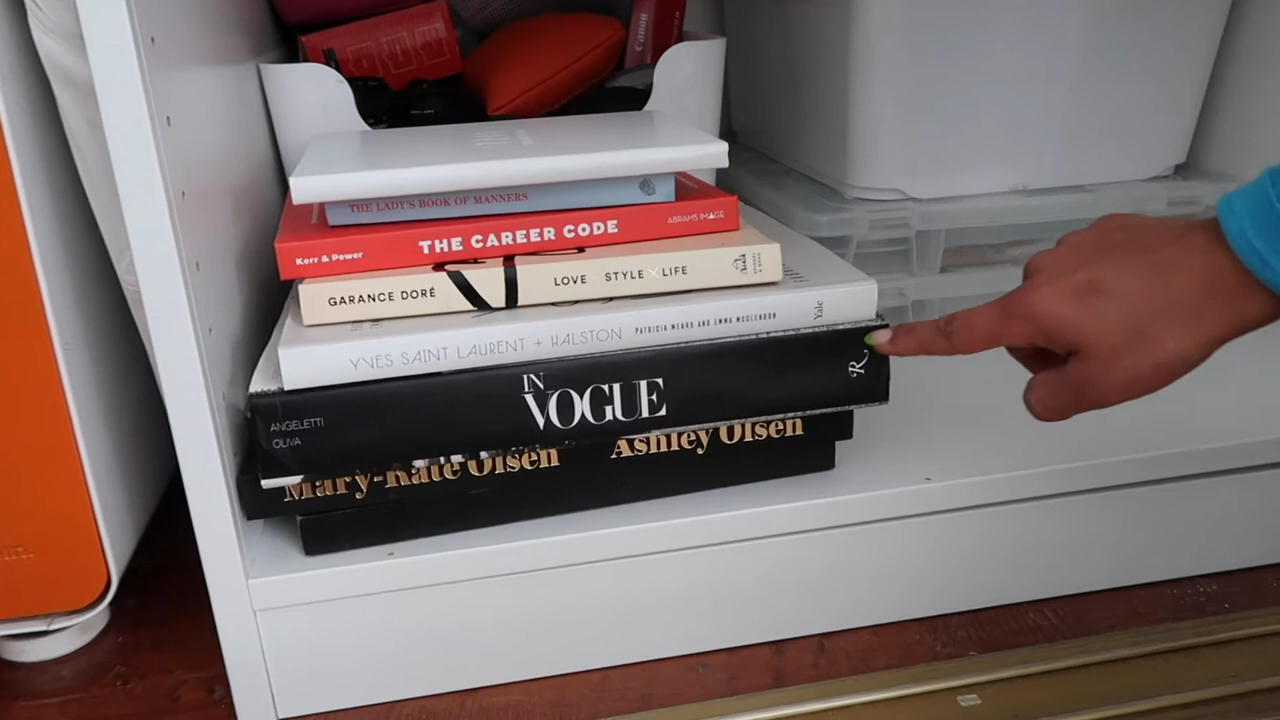 Canon
THE LADY'S BOOK OF MANNERS
Kerr & Power THE CAREER CODE ABRAMS IMAGE
GARANCE DORÉ LOVE STYLE X LIFE
YVES SAINT LAURENT + HALSTON PATRICIA MEARS AND EMMA MCCLENDON Yale
ANGELETTI
OLIVA
IN
VOGUE
R
Mary-Kate Olsen Ashley Olsen